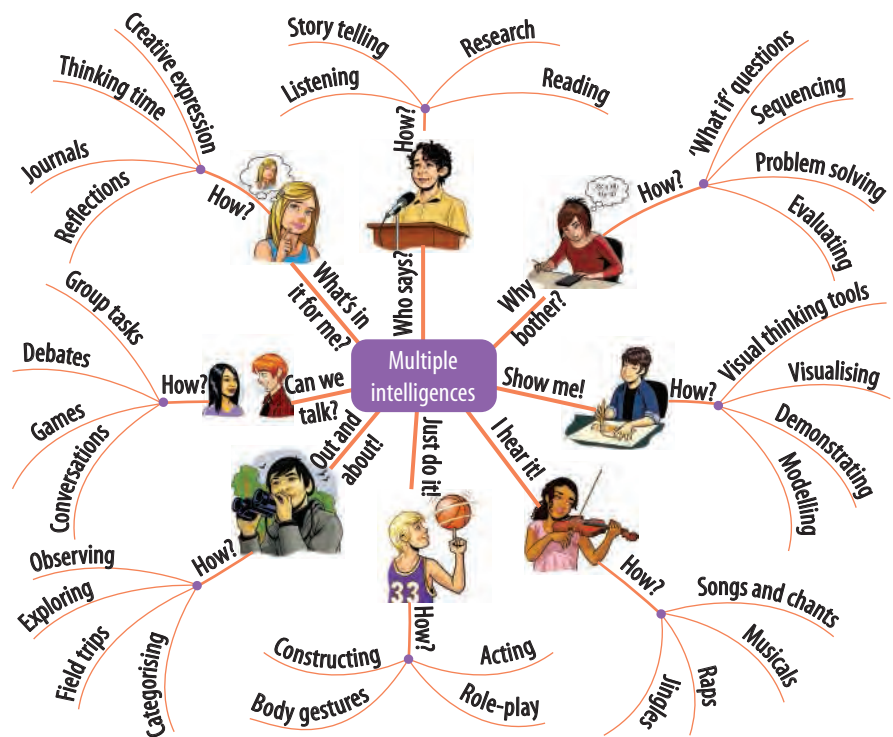 Multiple
intelligences
Who says?
How?
Story telling
Listening
Research
Reading
Why
bother?
How?
'What if' questions
Sequencing
Problem solving
Evaluating
Show me!
How?
Visual thinking tools
Visualising
Demonstrating
Modelling
I hear it!
How?
Songs and chants
Musicals
Raps
Jingles
Just do it!
33
How?
Constructing
Body gestures
Acting
Role-play
Out and
about!
How?
Observing
Exploring
Field trips
Categorising
Can we
talk?
How?
Group tasks
Debates
Games
Conversations
What's in
it for me?
How?
Creative expression
Thinking time
Journals
Reflections